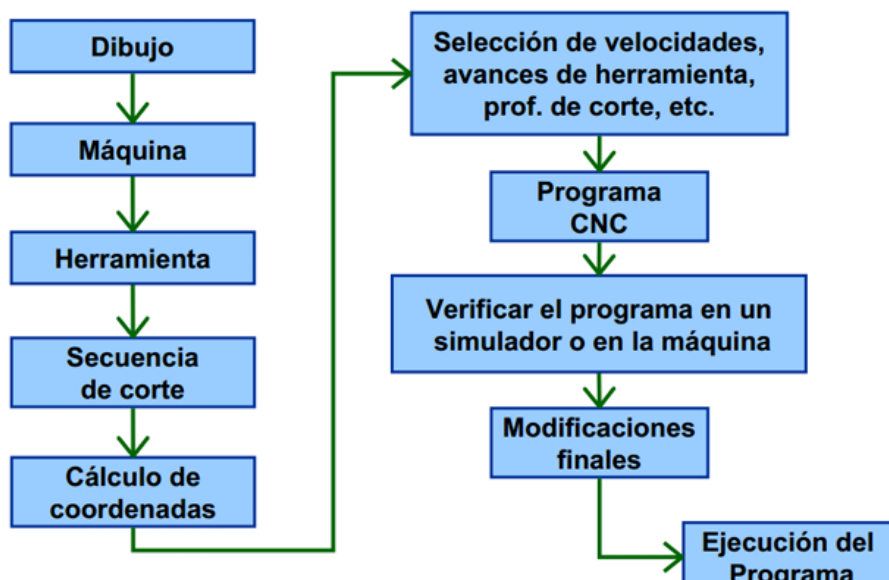 Dibujo
Máquina
Herramienta
Secuencia
de corte
Cálculo de
coordenadas
Selección de velocidades,
avances de herramienta,
prof. de corte, etc.
Programa
CNC
Verificar el programa en un
simulador o en la máquina
Modificaciones
finales
Ejecución del
Programa